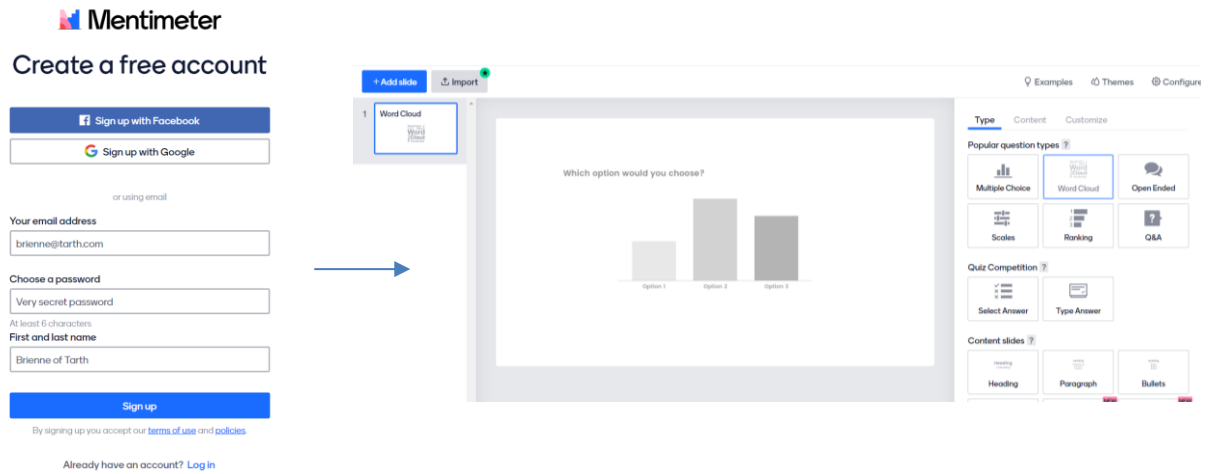 Mentimeter
Create a free account
Sign up with Facebook
Sign up with Google
or using email
Your email address
brienne@tarth.com
Choose a password
Very secret password
At least 6 characters
First and last name
Brienne of Tarth
Sign up
By signing up you accept our terms of use and policies.
Already have an account? Log in
+ Add slide Import
Examples Themes Configure
1 Word Cloud
Word
Cloud
Which option would you choose?
Option 1 Option 2 Option 3
Type Content Customize
Popular question types ?
Multiple Choice Word Cloud Open Ended
Scales Ranking Q&A
Quiz Competition ?
Select Answer Type Answer
Content slides ?
Heading Paragraph Bullets